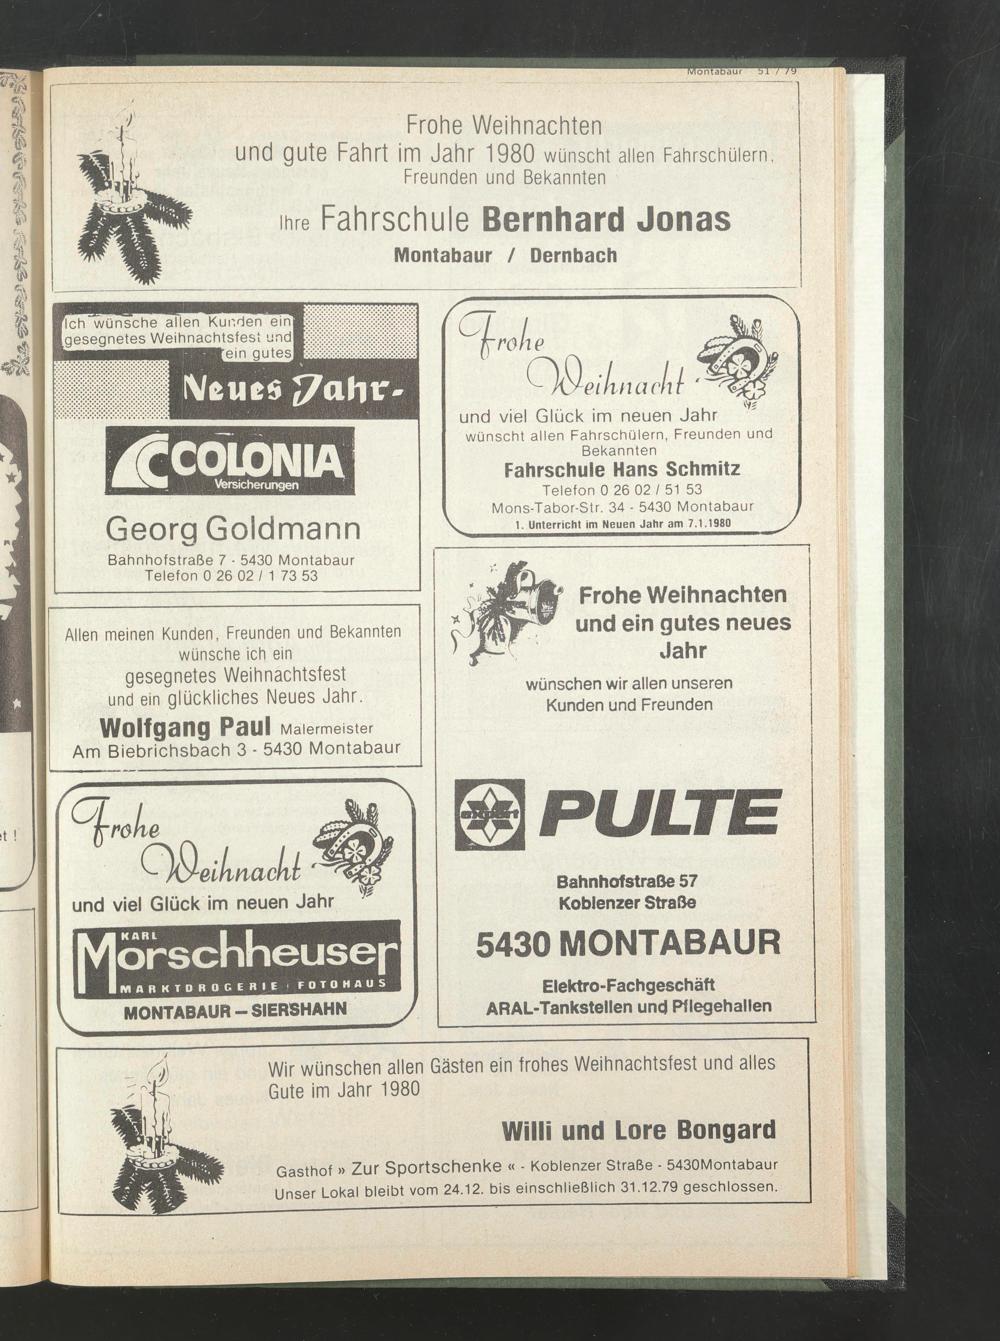 Montabaur 51 / 79
Frohe Weihnachten
und gute Fahrt im Jahr 1980 wünscht allen Fahrschülern,
Freunden und Bekannten
Ihre Fahrschule Bernhard Jonas
Montabaur / Dernbach
Ich wünsche allen Kunden ein
gesegnetes Weihnachtsfest und
ein gutes
Neues Jahr-
COLONIA
Versicherungen
Georg Goldmann
Bahnhofstraße 7 - 5430 Montabaur
Telefon 0 26 02 / 1 73 53
Frohe
Weihnacht
und viel Glück im neuen Jahr
wünscht allen Fahrschülern, Freunden und
Bekannten
Fahrschule Hans Schmitz
Telefon 0 26 02 / 51 53
Mons-Tabor-Str. 34 - 5430 Montabaur
1. Unterricht im Neuen Jahr am 7.1.1980
Allen meinen Kunden, Freunden und Bekannten
wünsche ich ein
gesegnetes Weihnachtsfest
und ein glückliches Neues Jahr.
Wolfgang Paul Malermeister
Am Biebrichsbach 3 - 5430 Montabaur
Frohe Weihnachten
und ein gutes neues
Jahr
wünschen wir allen unseren
Kunden und Freunden
expert PULTE
Bahnhofstraße 57
Koblenzer Straße
5430 MONTABAUR
Elektro-Fachgeschäft
ARAL-Tankstellen und Pflegehallen
Frohe
Weihnacht
und viel Glück im neuen Jahr
KARL
Morschheuser
MARKTDROGERIE · FOTOHAUS
MONTABAUR – SIERSHAHN
Wir wünschen allen Gästen ein frohes Weihnachtsfest und alles
Gute im Jahr 1980
Willi und Lore Bongard
Gasthof » Zur Sportschenke « - Koblenzer Straße - 5430Montabaur
Unser Lokal bleibt vom 24.12. bis einschließlich 31.12.79 geschlossen.